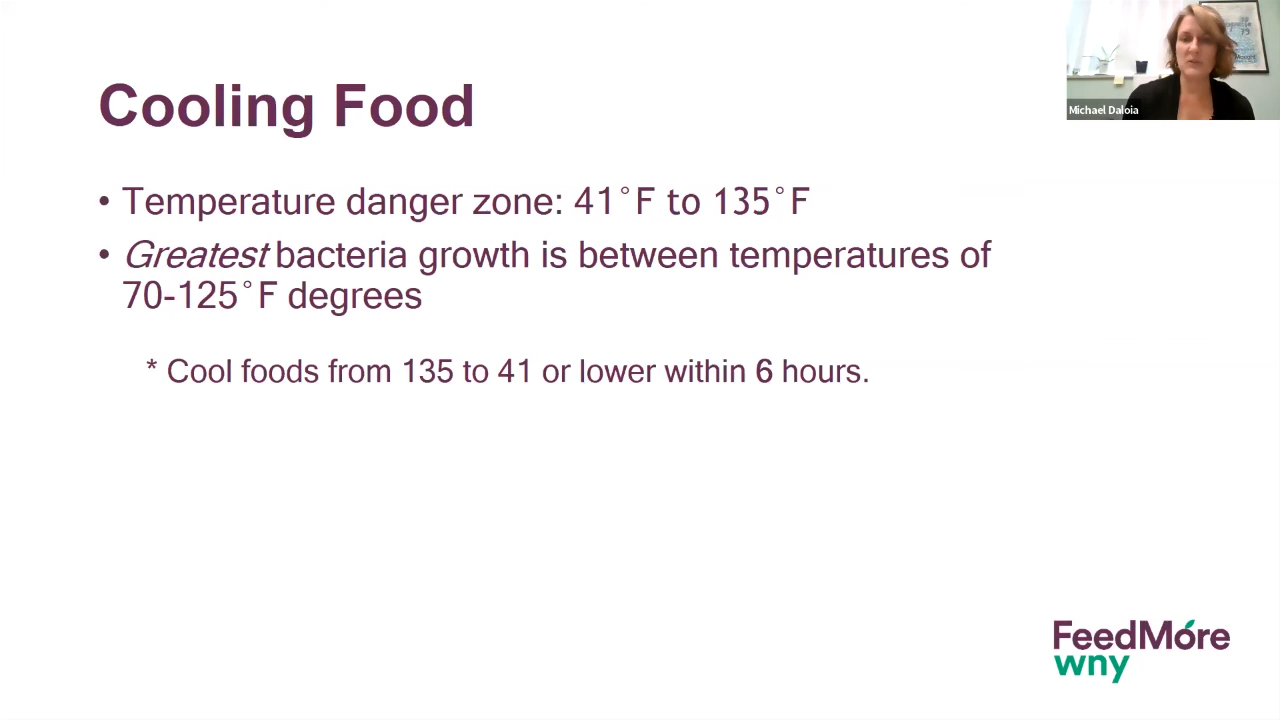 Cooling Food
• Temperature danger zone: 41°F to 135°F
• Greatest bacteria growth is between temperatures of
70-125°F degrees
* Cool foods from 135 to 41 or lower within 6 hours.
Michael Daloia
FeedMore
wny